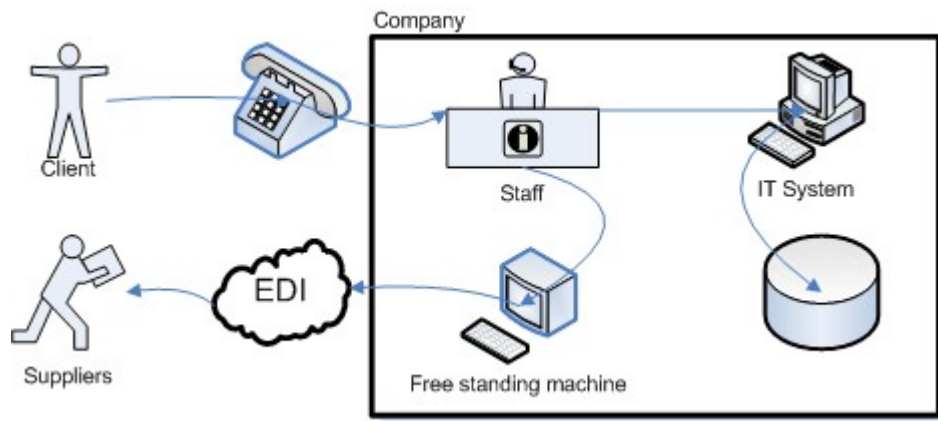 Company
Client
Staff
IT System
EDI
Suppliers
Free standing machine